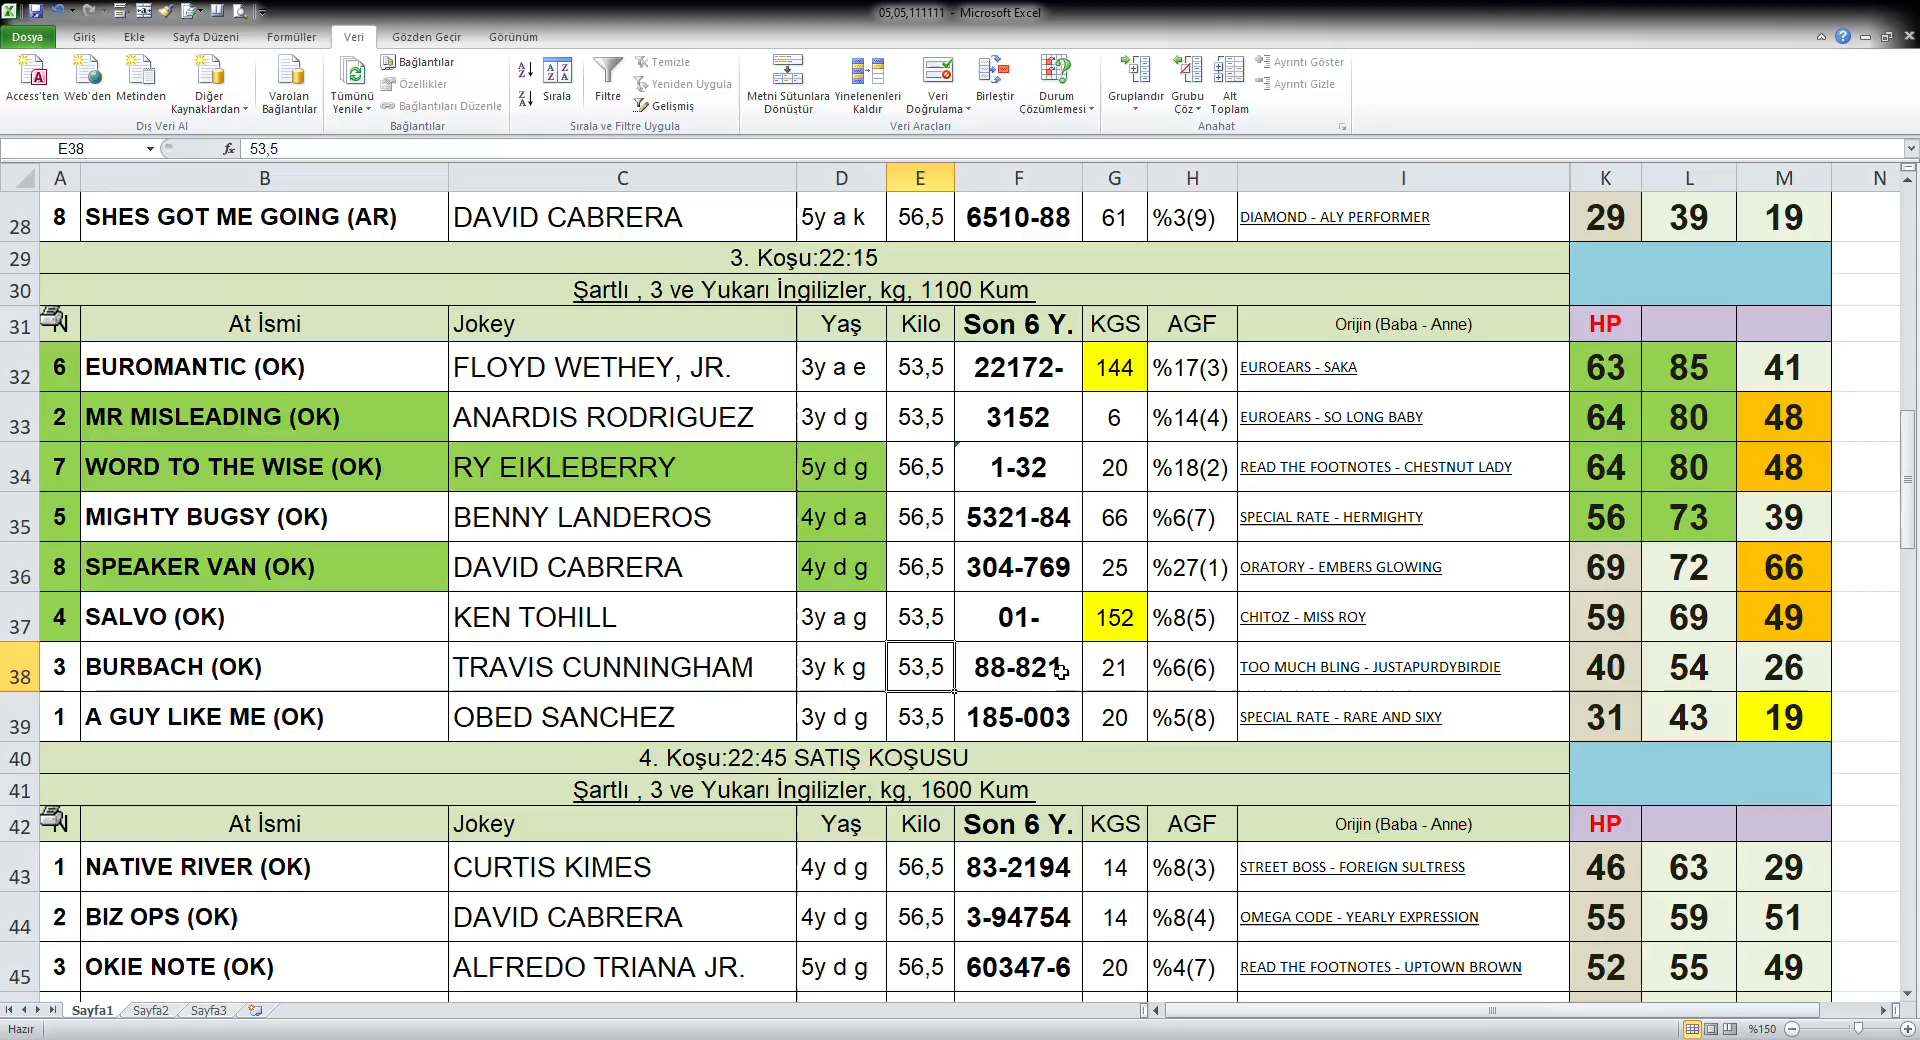 05,05,111111 - Microsoft Excel
Dosya Giriş Ekle Sayfa Düzeni Formüller Veri Gözden Geçir Görünüm
Access'ten Web'den Metinden Diğer Kaynaklardan Varolan Bağlantılar Tümünü Yenile Bağlantılar Özellikler Bağlantıları Düzenle Sırala Filtre Temizle Yeniden Uygula Gelişmiş Metni Sütunlara Dönüştür Yinelenenleri Kaldır Veri Doğrulama Birleştir Durum Çözümlemesi Gruplandır Grubu Çöz Alt Toplam Ayrıntı Göster Ayrıntı Gizle
Dış Veri Al Bağlantılar Sırala ve Filtre Uygula Veri Araçları Anahat
E38 fx 53,5
A B C D E F G H I K L M N
28 8 SHES GOT ME GOING (AR) DAVID CABRERA 5y a k 56,5 6510-88 61 %3(9) DIAMOND - ALY PERFORMER 29 39 19
29 3. Koşu:22:15
30 Şartlı , 3 ve Yukarı İngilizler, kg, 1100 Kum
31 N At İsmi Jokey Yaş Kilo Son 6 Y. KGS AGF Orijin (Baba - Anne) HP
32 6 EUROMANTIC (OK) FLOYD WETHEY, JR. 3y a e 53,5 22172- 144 %17(3) EUROEARS - SAKA 63 85 41
33 2 MR MISLEADING (OK) ANARDIS RODRIGUEZ 3y d g 53,5 3152 6 %14(4) EUROEARS - SO LONG BABY 64 80 48
34 7 WORD TO THE WISE (OK) RY EIKLEBERRY 5y d g 56,5 1-32 20 %18(2) READ THE FOOTNOTES - CHESTNUT LADY 64 80 48
35 5 MIGHTY BUGSY (OK) BENNY LANDEROS 4y d a 56,5 5321-84 66 %6(7) SPECIAL RATE - HERMIGHTY 56 73 39
36 8 SPEAKER VAN (OK) DAVID CABRERA 4y d g 56,5 304-769 25 %27(1) ORATORY - EMBERS GLOWING 69 72 66
37 4 SALVO (OK) KEN TOHILL 3y a g 53,5 01- 152 %8(5) CHITOZ - MISS ROY 59 69 49
38 3 BURBACH (OK) TRAVIS CUNNINGHAM 3y k g 53,5 88-821 21 %6(6) TOO MUCH BLING - JUSTAPURDYBIRDIE 40 54 26
39 1 A GUY LIKE ME (OK) OBED SANCHEZ 3y d g 53,5 185-003 20 %5(8) SPECIAL RATE - RARE AND SIXY 31 43 19
40 4. Koşu:22:45 SATIŞ KOŞUSU
41 Şartlı , 3 ve Yukarı İngilizler, kg, 1600 Kum
42 N At İsmi Jokey Yaş Kilo Son 6 Y. KGS AGF Orijin (Baba - Anne) HP
43 1 NATIVE RIVER (OK) CURTIS KIMES 4y d g 56,5 83-2194 14 %8(3) STREET BOSS - FOREIGN SULTRESS 46 63 29
44 2 BIZ OPS (OK) DAVID CABRERA 4y d g 56,5 3-94754 14 %8(4) OMEGA CODE - YEARLY EXPRESSION 55 59 51
45 3 OKIE NOTE (OK) ALFREDO TRIANA JR. 5y d g 56,5 60347-6 20 %4(7) READ THE FOOTNOTES - UPTOWN BROWN 52 55 49
Sayfa1 Sayfa2 Sayfa3
Hazır %150